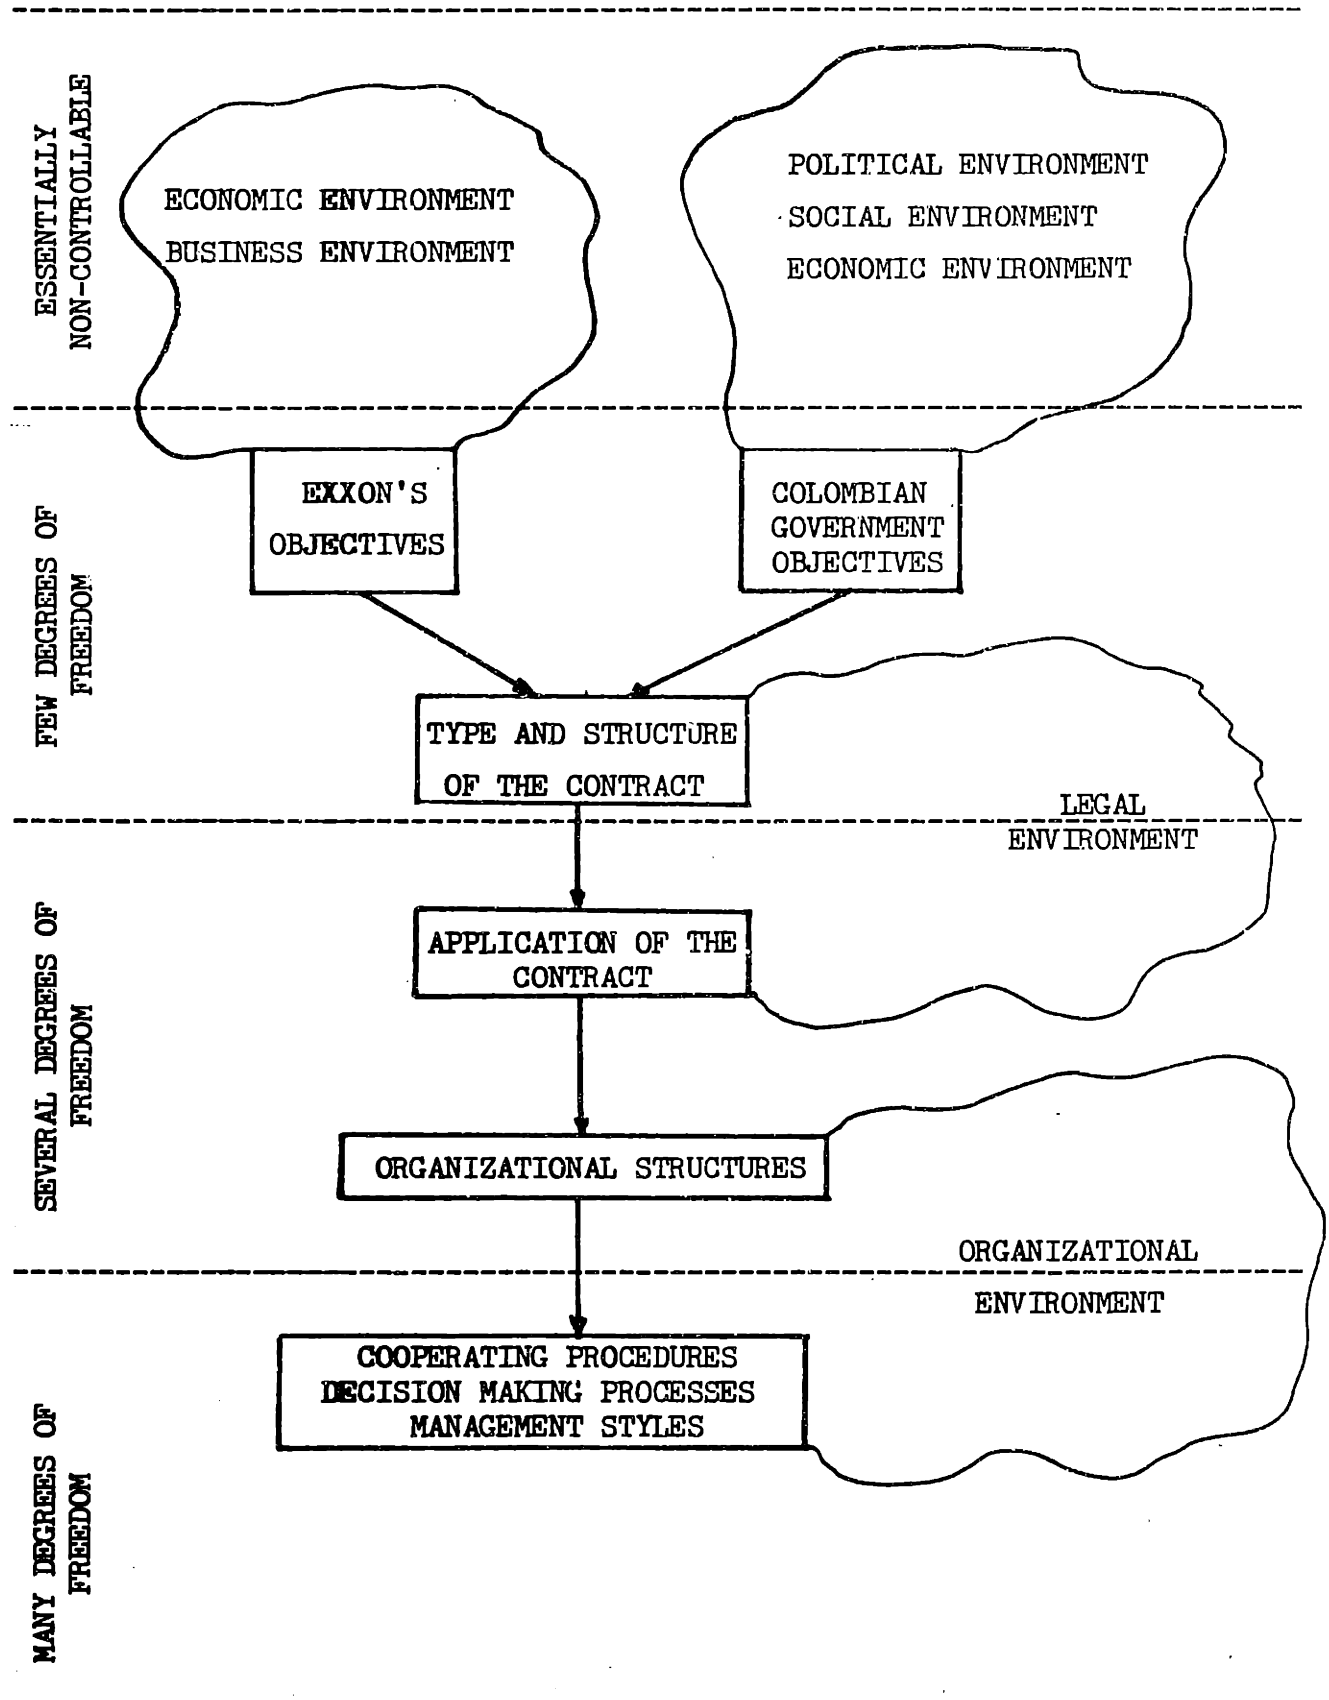 ESSENTIALLY
NON-CONTROLLABLE
ECONOMIC ENVIRONMENT
BUSINESS ENVIRONMENT
POLITICAL ENVIRONMENT
SOCIAL ENVIRONMENT
ECONOMIC ENVIRONMENT
FEW DEGREES OF
FREEDOM
EXXON'S
OBJECTIVES
COLOMBIAN
GOVERNMENT
OBJECTIVES
TYPE AND STRUCTURE
OF THE CONTRACT
LEGAL
ENVIRONMENT
SEVERAL DEGREES OF
FREEDOM
APPLICATION OF THE
CONTRACT
ORGANIZATIONAL STRUCTURES
ORGANIZATIONAL
ENVIRONMENT
MANY DEGREES OF
FREEDOM
COOPERATING PROCEDURES
DECISION MAKING PROCESSES
MANAGEMENT STYLES